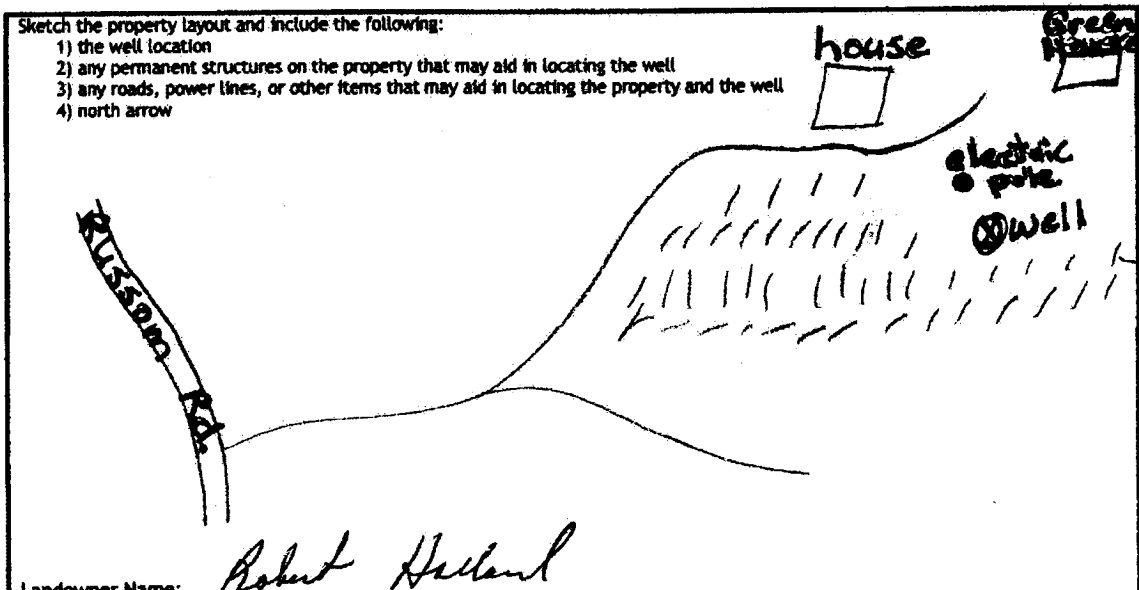 Sketch the property layout and include the following:
1) the well location
2) any permanent structures on the property that may aid in locating the well
3) any roads, power lines, or other items that may aid in locating the property and the well
4) north arrow
house
Green
House
electric
pole
well
Russom Rd.
Robert Holland
Landowner Name: